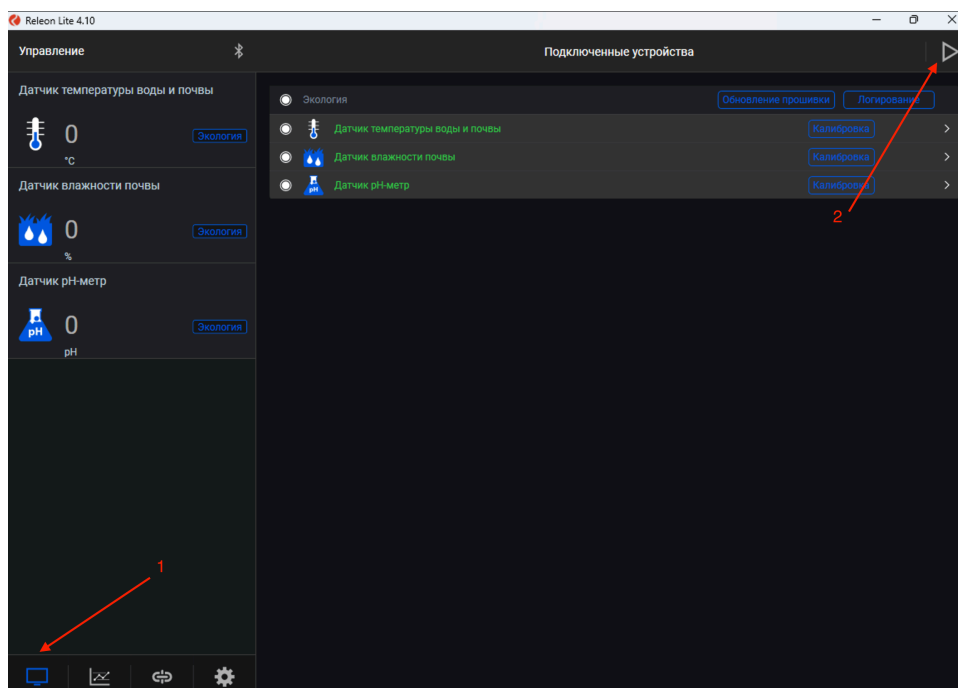 Releon Lite 4.10
Управление
Подключенные устройства
Датчик температуры воды и почвы
0
°C
Экология
Датчик влажности почвы
0
%
Экология
Датчик pH-метр
pH
0
pH
Экология
Экология
Обновление прошивки
Логирование
Датчик температуры воды и почвы
Калибровка
Датчик влажности почвы
Калибровка
pH
Датчик pH-метр
Калибровка
2
1